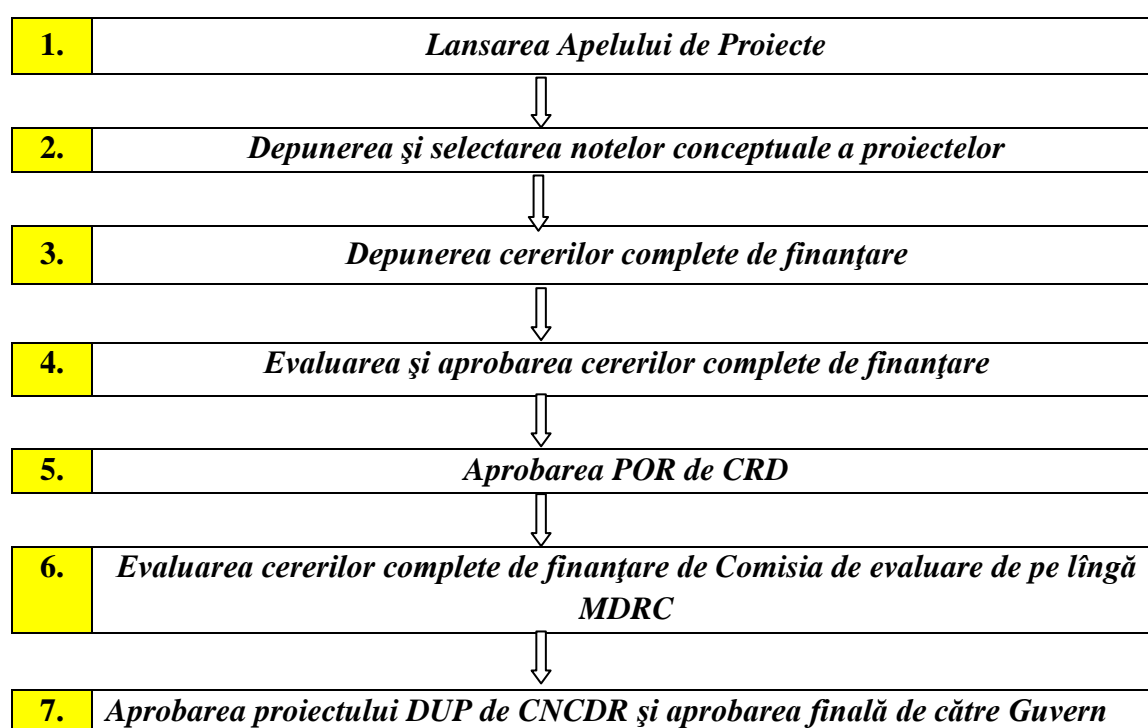 1. Lansarea Apelului de Proiecte
2. Depunerea şi selectarea notelor conceptuale a proiectelor
3. Depunerea cererilor complete de finanţare
4. Evaluarea şi aprobarea cererilor complete de finanţare
5. Aprobarea POR de CRD
6. Evaluarea cererilor complete de finanţare de Comisia de evaluare de pe lîngă
MDRC
7. Aprobarea proiectului DUP de CNCDR şi aprobarea finală de către Guvern